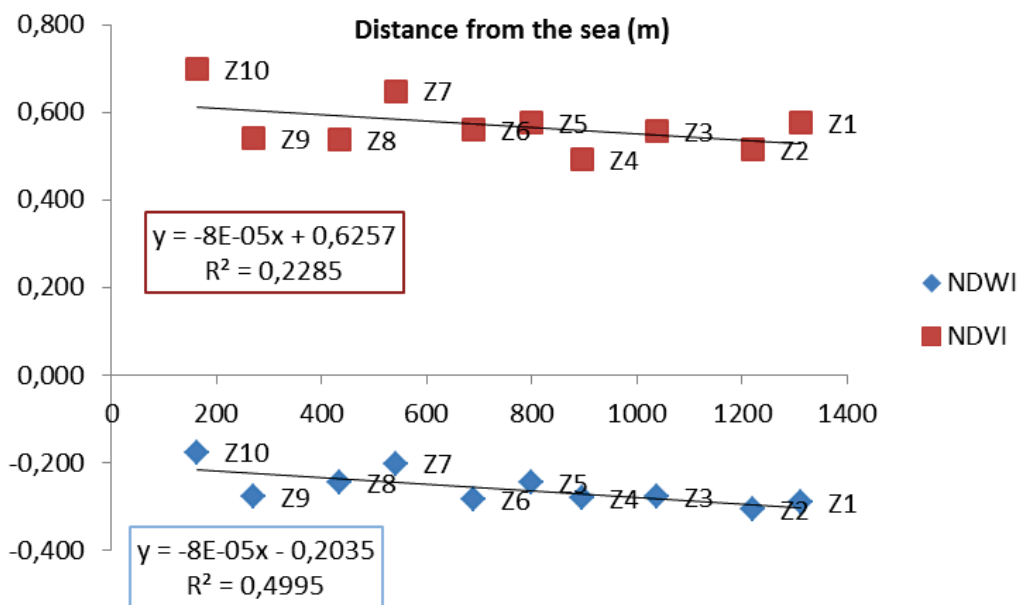 Distance from the sea (m)
0,800
0,600
0,400
0,200
0,000
-0,200
-0,400
0
200
400
600
800
1000
1200
1400
Z10
Z9
Z8
Z7
Z6
Z5
Z4
Z3
Z2
Z1
y = -8E-05x + 0,6257
R² = 0,2285
NDWI
NDVI
Z10
Z9
Z8
Z7
Z6
Z5
Z4
Z3
Z2
Z1
y = -8E-05x - 0,2035
R² = 0,4995